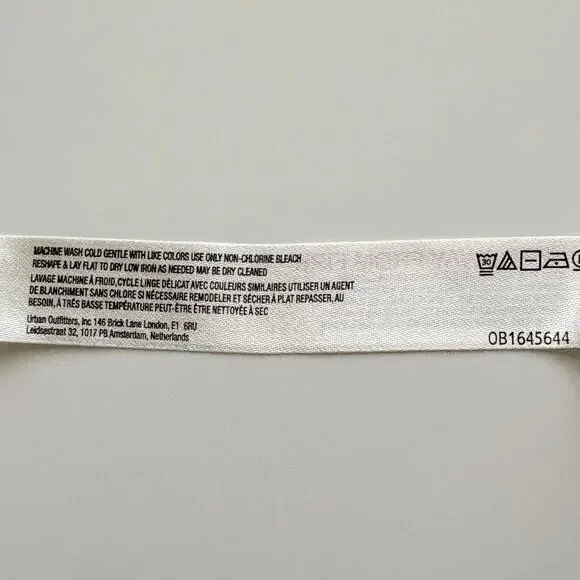 MACHINE WASH COLD GENTLE WITH LIKE COLORS USE ONLY NON-CHLORINE BLEACH
RESHAPE & LAY FLAT TO DRY LOW IRON AS NEEDED MAY BE DRY CLEANED
LAVAGE MACHINE À FROID, CYCLE LINGE DÉLICAT AVEC COULEURS SIMILAIRES UTILISER UN AGENT
DE BLANCHIMENT SANS CHLORE SI NÉCESSAIRE REMODELER ET SÉCHER À PLAT REPASSER, AU
BESOIN, À TRÈS BASSE TEMPÉRATURE PEUT-ÊTRE ÊTRE NETTOYÉE À SEC
Urban Outfitters, Inc 146 Brick Lane London, E1 6RU
Leidsestraat 32, 1017 PB Amsterdam, Netherlands
30
OB1645644